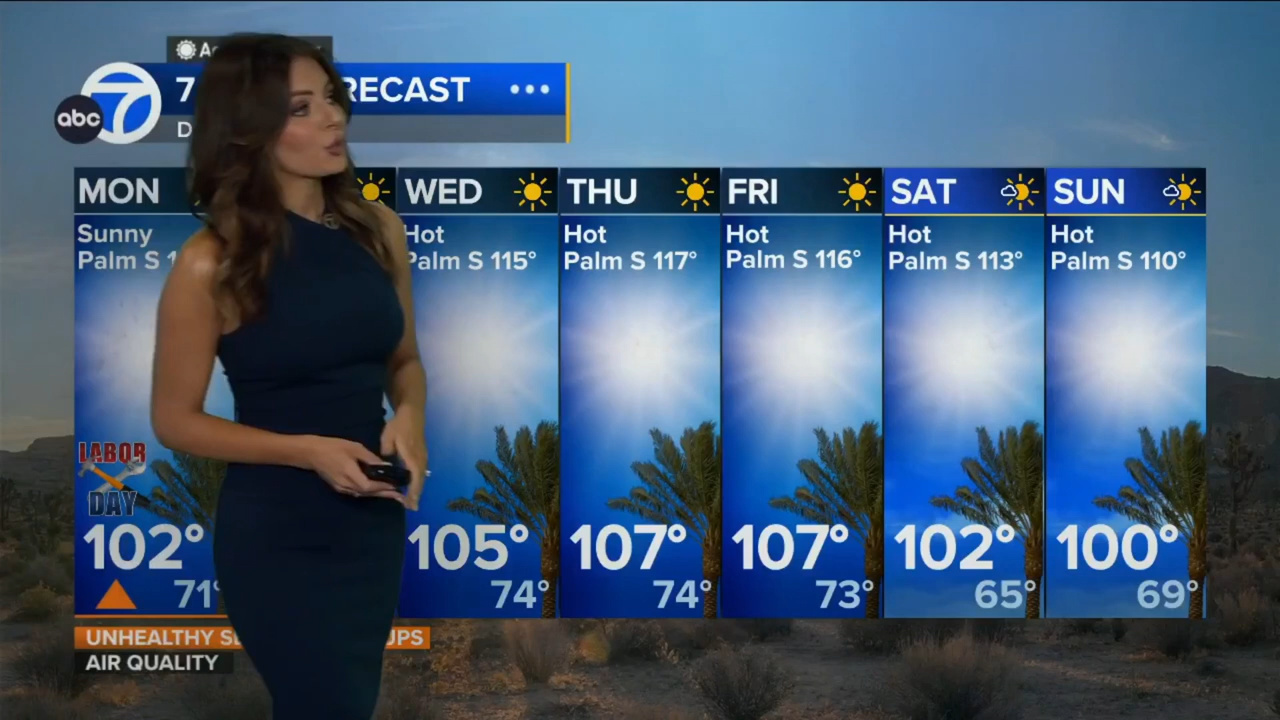 abc 7
7 RECAST
MON
WED
THU
FRI
SAT
SUN
Sunny
Palm S
Hot
Palm S 115°
Hot
Palm S 117°
Hot
Palm S 116°
Hot
Palm S 113°
Hot
Palm S 110°
LABOR
DAY
102°
71°
105°
74°
107°
74°
107°
73°
102°
65°
100°
69°
UNHEALTHY
AIR QUALITY